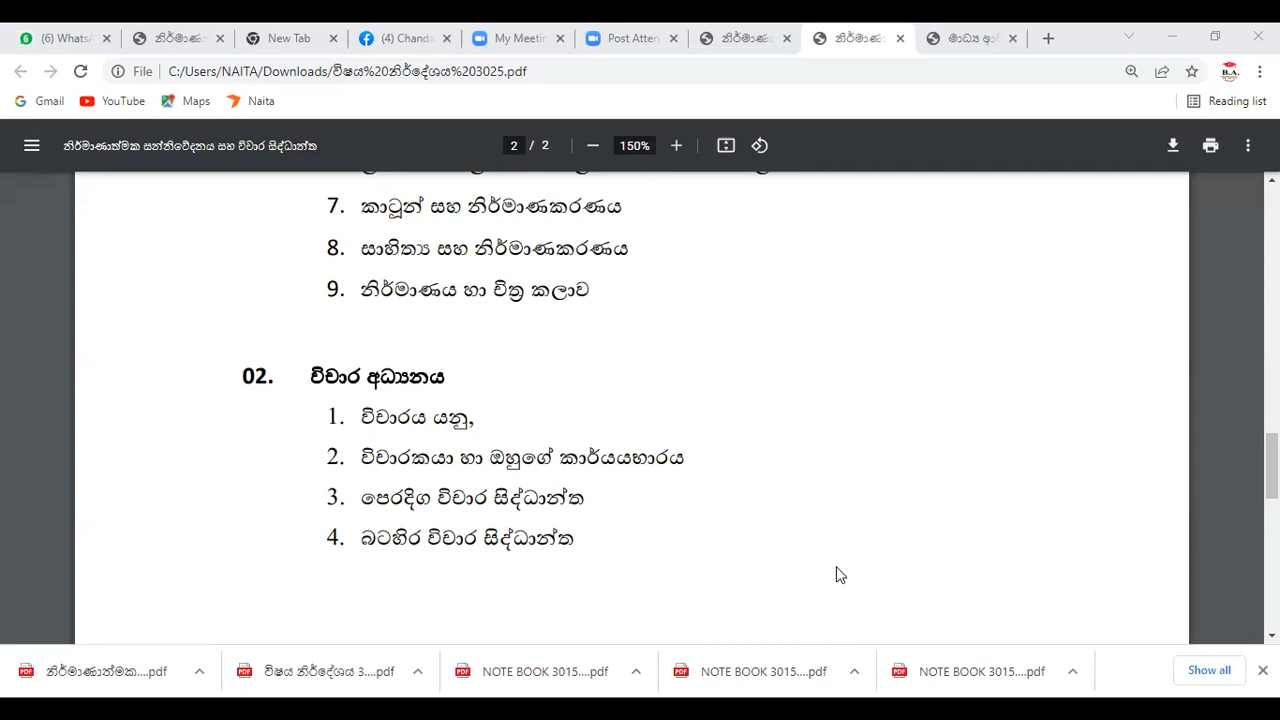 (6) Whats
නිර්මාණ
New Tab
(4) Chanda
My Meeti
Post Atten
නිර්මාණ
නිර්මාණ
මාධ්‍ය ආ
File
C:/Users/NAITA/Downloads/විෂය%20නිර්දේශය%203025.pdf
B.A.
Gmail YouTube Maps Naita Reading list
නිර්මාණාත්මක සන්නිවේදනය සහ විචාර සිද්ධාන්ත 2 / 2 150%
7. කාටූන් සහ නිර්මාණකරණය
8. සාහිත්‍ය සහ නිර්මාණකරණය
9. නිර්මාණය හා චිත්‍ර කලාව
02. විචාර අධ්‍යනය
1. විචාරය යනු,
2. විචාරකයා හා ඔහුගේ කාර්යයභාරය
3. පෙරදිග විචාර සිද්ධාන්ත
4. බටහිර විචාර සිද්ධාන්ත
නිර්මාණාත්මක....pdf විෂය නිර්දේශය 3....pdf NOTE BOOK 3015....pdf NOTE BOOK 3015....pdf NOTE BOOK 3015....pdf Show all